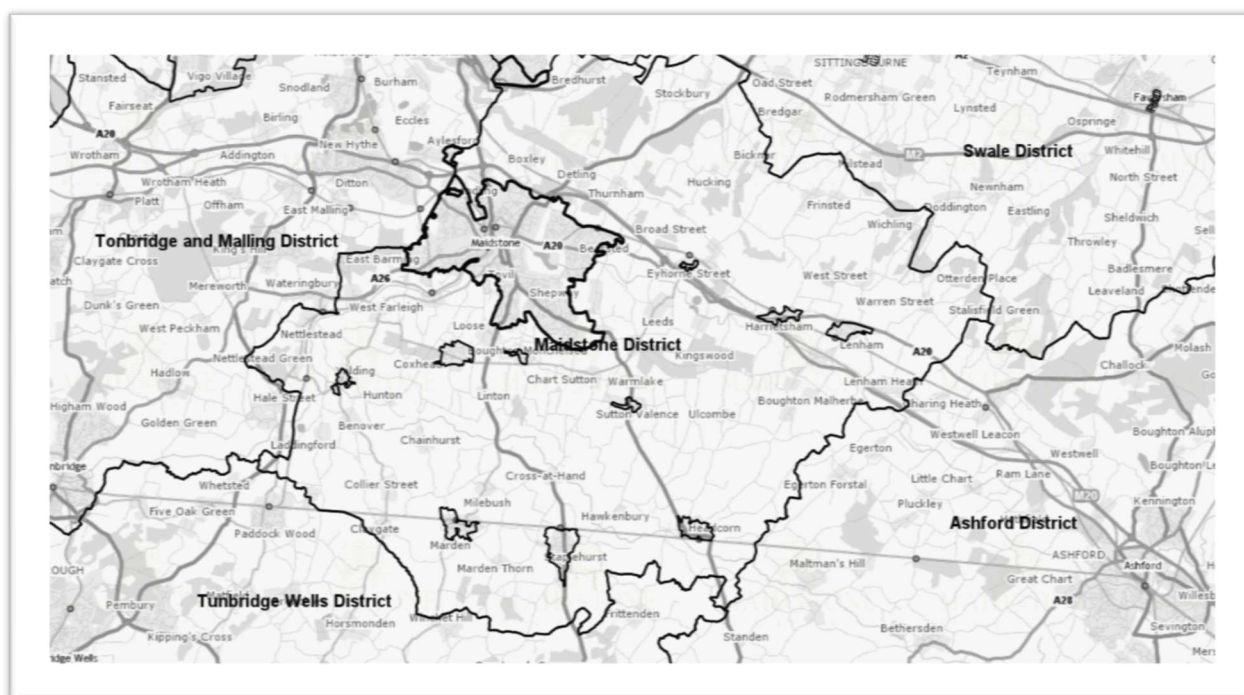 SITTINGBOURNE
Teynham
Stansted
Vigo Village
Burham
Bredhurst
Oad Street
Snodland
Stockbury
Rodmersham Green
Fairseat
Bredgar
Lynsted
Birling
Eccles
Ospringe
A20
New Hythe
Aylesford
Whitehill
Wrotham
Addington
Boxley
M2
Swale District
Detling
Milstead
North Street
Wrotham Heath
Ditton
Hucking
Newnham
Platt
Thurnham
Offham
East Malling
Frinsted
Doddington
Eastling
Sheldwich
Wichling
Broad Street
Tonbridge and Malling District
Maidstone
A20
Throwley
Claygate Cross
East Barming
Badlesmere
Mereworth
Wateringbury
A26
Tovil
Eyhorne Street
West Street
Otterden Place
Leaveland
Shepway
Dunk's Green
West Farleigh
Warren Street
Stalisfield Green
West Peckham
Nettlestead
Loose
Leeds
Harrietsham
Maidstone District
Lenham
Molash
Nettlestead Green
Kingswood
A20
Coxheath
Challock
Hadlow
Chart Sutton
Warmlake
Lenham Heath
Hale Street
Hunton
Linton
Boughton Malherbe
Charing Heath
High Wood
Sutton Valence
Ulcombe
Golden Green
Benover
Westwell Leacon
Chainhurst
Laddingford
Egerton
Westwell
Cross-at-Hand
Ram Lane
Whetsted
Collier Street
Egerton Forstal
Little Chart
M20
Milebush
Pluckley
Kennington
Five Oak Green
Hawkenbury
Ashford District
Paddock Wood
Claygate
Headcorn
Marden
Staplehurst
ASHFORD
Marden Thorn
Maltman's Hill
Ashford
Great Chart
Tunbridge Wells District
A28
Pembury
Frittenden
Horsmonden
Bethersden
Sevington
Kipping's Cross
Standen